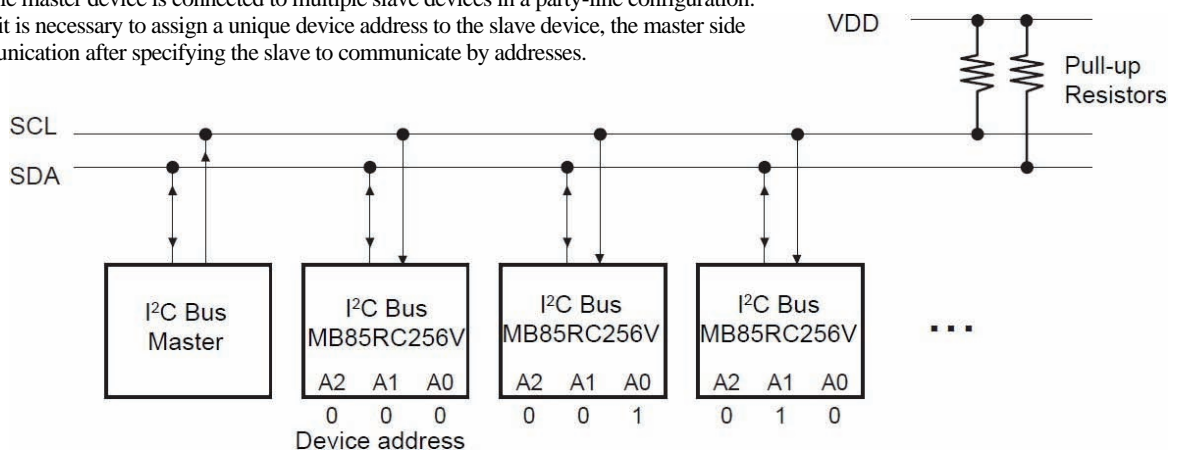 he master device is connected to multiple slave devices in a party-line configuration.
it is necessary to assign a unique device address to the slave device, the master side
unication after specifying the slave to communicate by addresses.
VDD
Pull-up
Resistors
SCL
SDA
I²C Bus
Master
I²C Bus
MB85RC256V
A2 A1 A0
0 0 0
Device address
I²C Bus
MB85RC256V
A2 A1 A0
0 0 1
I²C Bus
MB85RC256V
A2 A1 A0
0 1 0
...